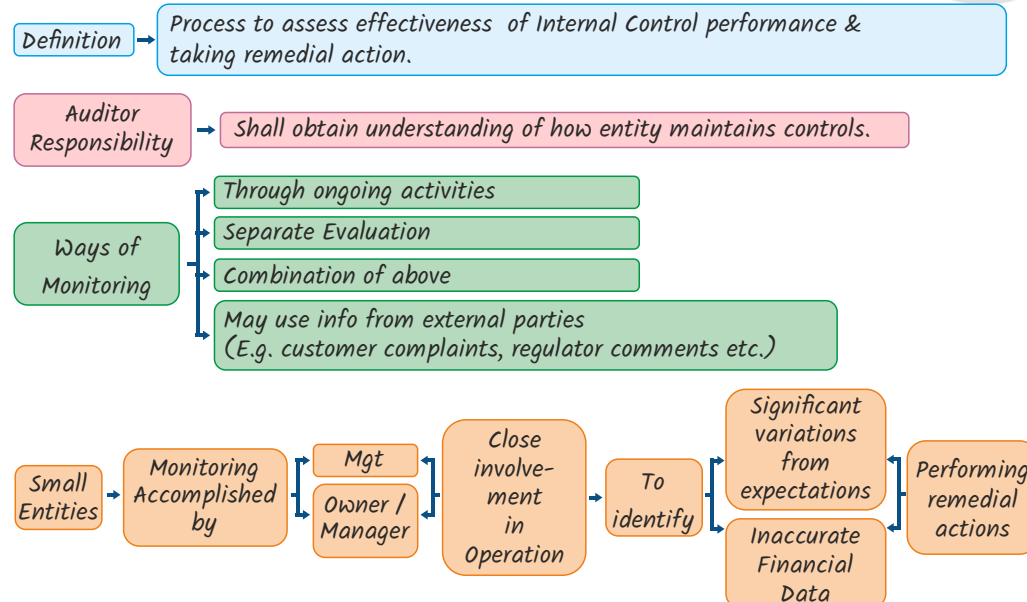 Definition
Process to assess effectiveness of Internal Control performance &
taking remedial action.
Auditor
Responsibility
Shall obtain understanding of how entity maintains controls.
Ways of
Monitoring
Through ongoing activities
Separate Evaluation
Combination of above
May use info from external parties
(E.g. customer complaints, regulator comments etc.)
Small
Entities
Monitoring
Accomplished
by
Mgt
Owner /
Manager
Close
involve-
ment
in
Operation
To
identify
Significant
variations
from
expectations
Inaccurate
Financial
Data
Performing
remedial
actions